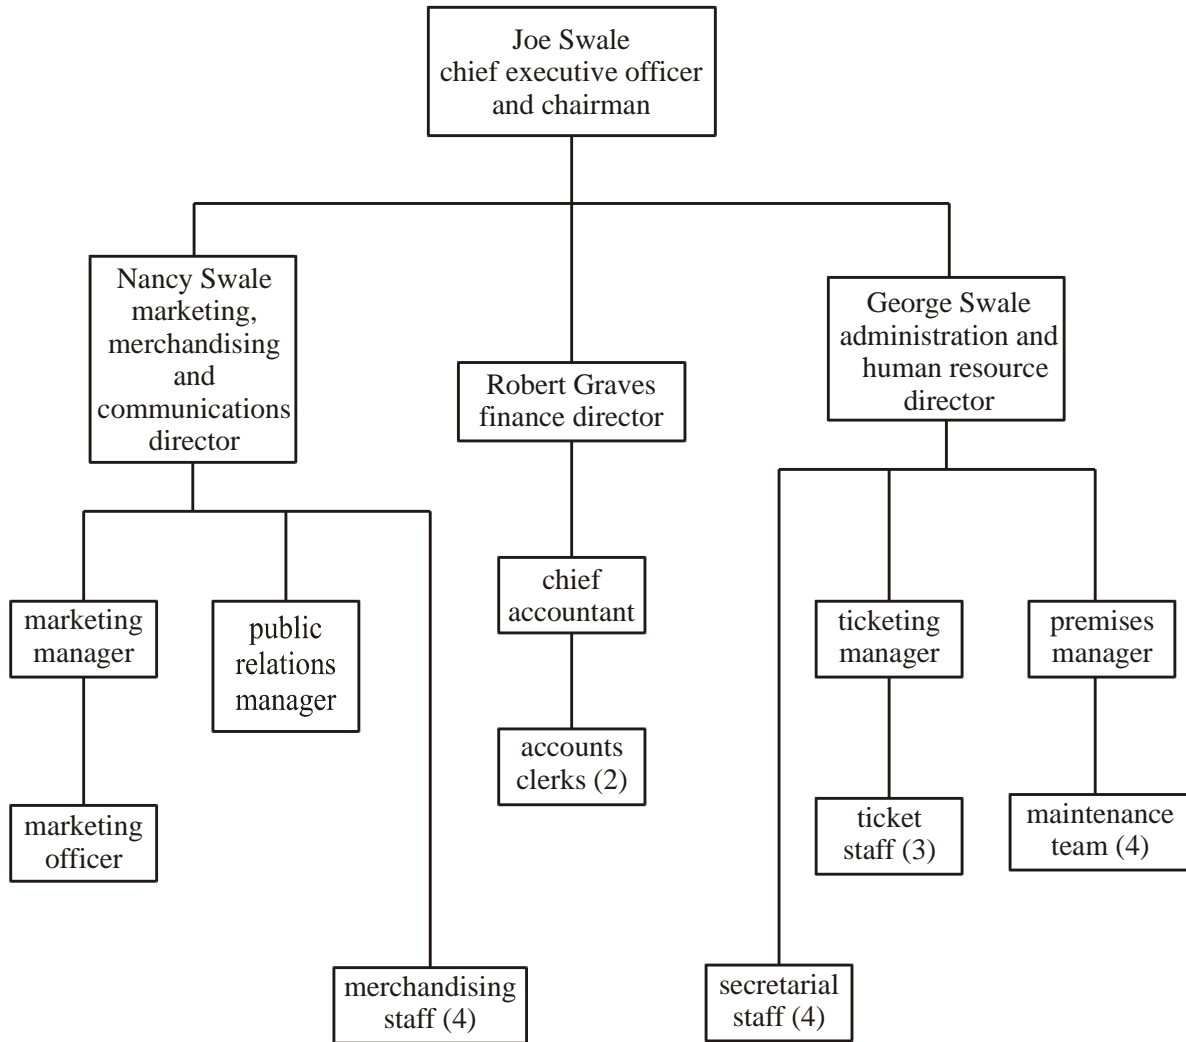 Joe Swale
chief executive officer
and chairman
Nancy Swale
marketing,
merchandising
and
communications
director
Robert Graves
finance director
George Swale
administration and
human resource
director
marketing
manager
public
relations
manager
chief
accountant
ticketing
manager
premises
manager
marketing
officer
accounts
clerks (2)
ticket
staff (3)
maintenance
team (4)
merchandising
staff (4)
secretarial
staff (4)